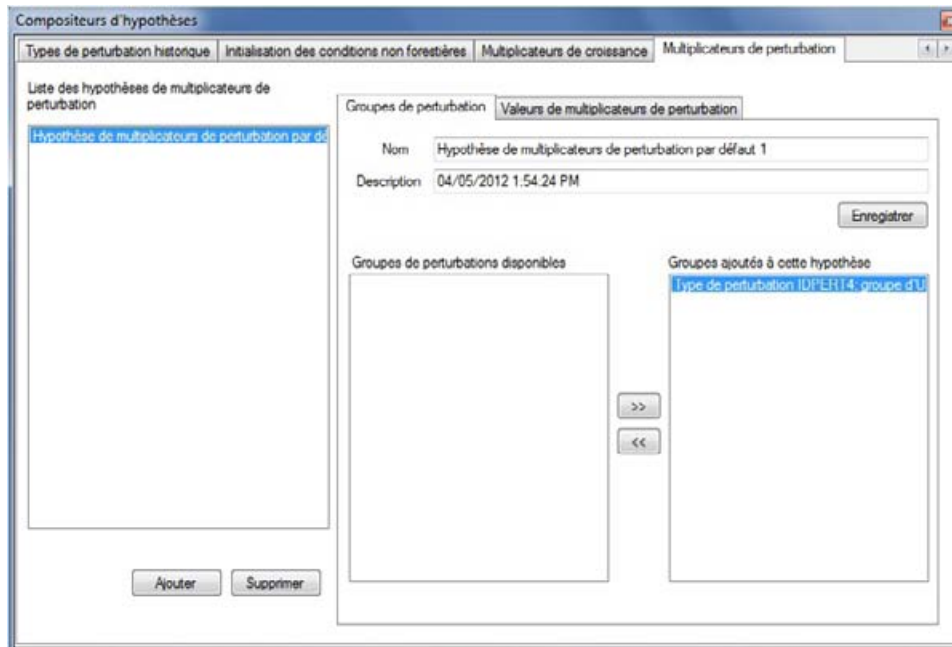 Compositeurs d'hypothèses
Types de perturbation historique
Initialisation des conditions non forestières
Multiplicateurs de croissance
Multiplicateurs de perturbation
Liste des hypothèses de multiplicateurs de
perturbation
Hypothèse de multiplicateurs de perturbation par dé
Groupes de perturbation
Valeurs de multiplicateurs de perturbation
Nom
Hypothèse de multiplicateurs de perturbation par défaut 1
Description
04/05/2012 1.54.24 PM
Enregistrer
Groupes de perturbations disponibles
Groupes ajoutés à cette hypothèse
Type de perturbation IDPERT4; groupe d'U
>>
<<
Ajouter
Supprimer